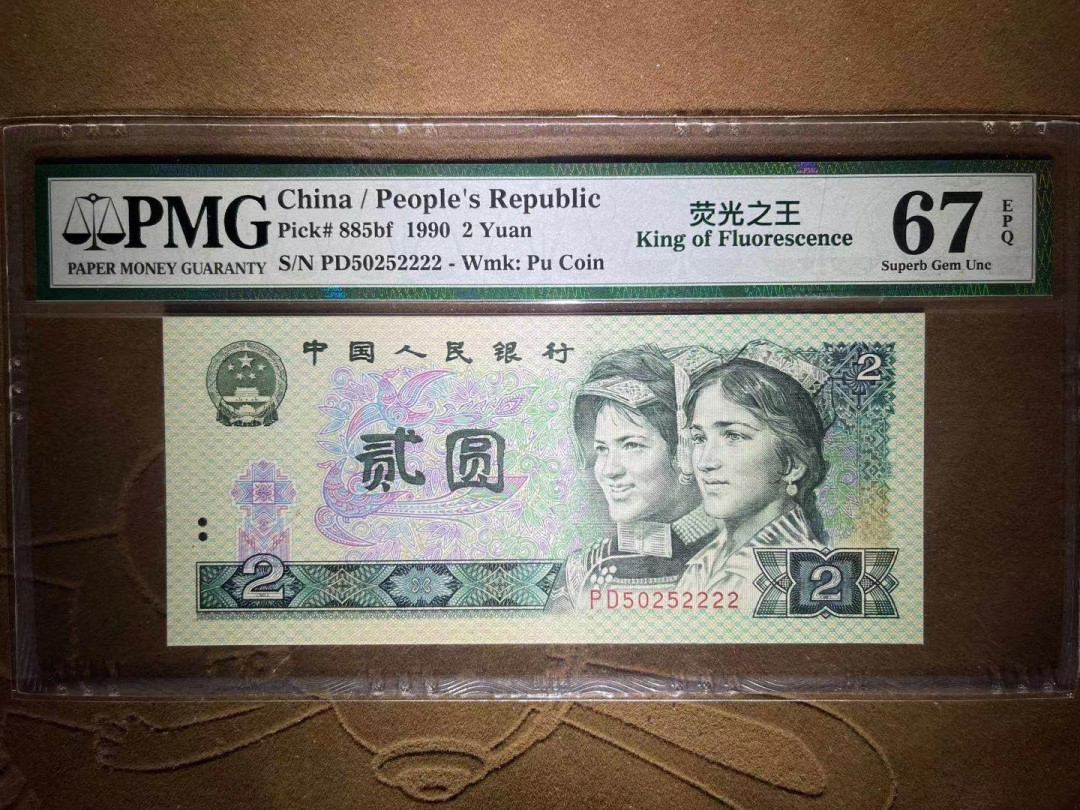 PMG
PAPER MONEY GUARANTY
China / People's Republic
Pick# 885bf 1990 2 Yuan
S/N PD50252222 - Wmk: Pu Coin
荧光之王
King of Fluorescence
67
EPQ
Superb Gem Unc
中国人民银行
2
贰圆
2
PD50252222
2